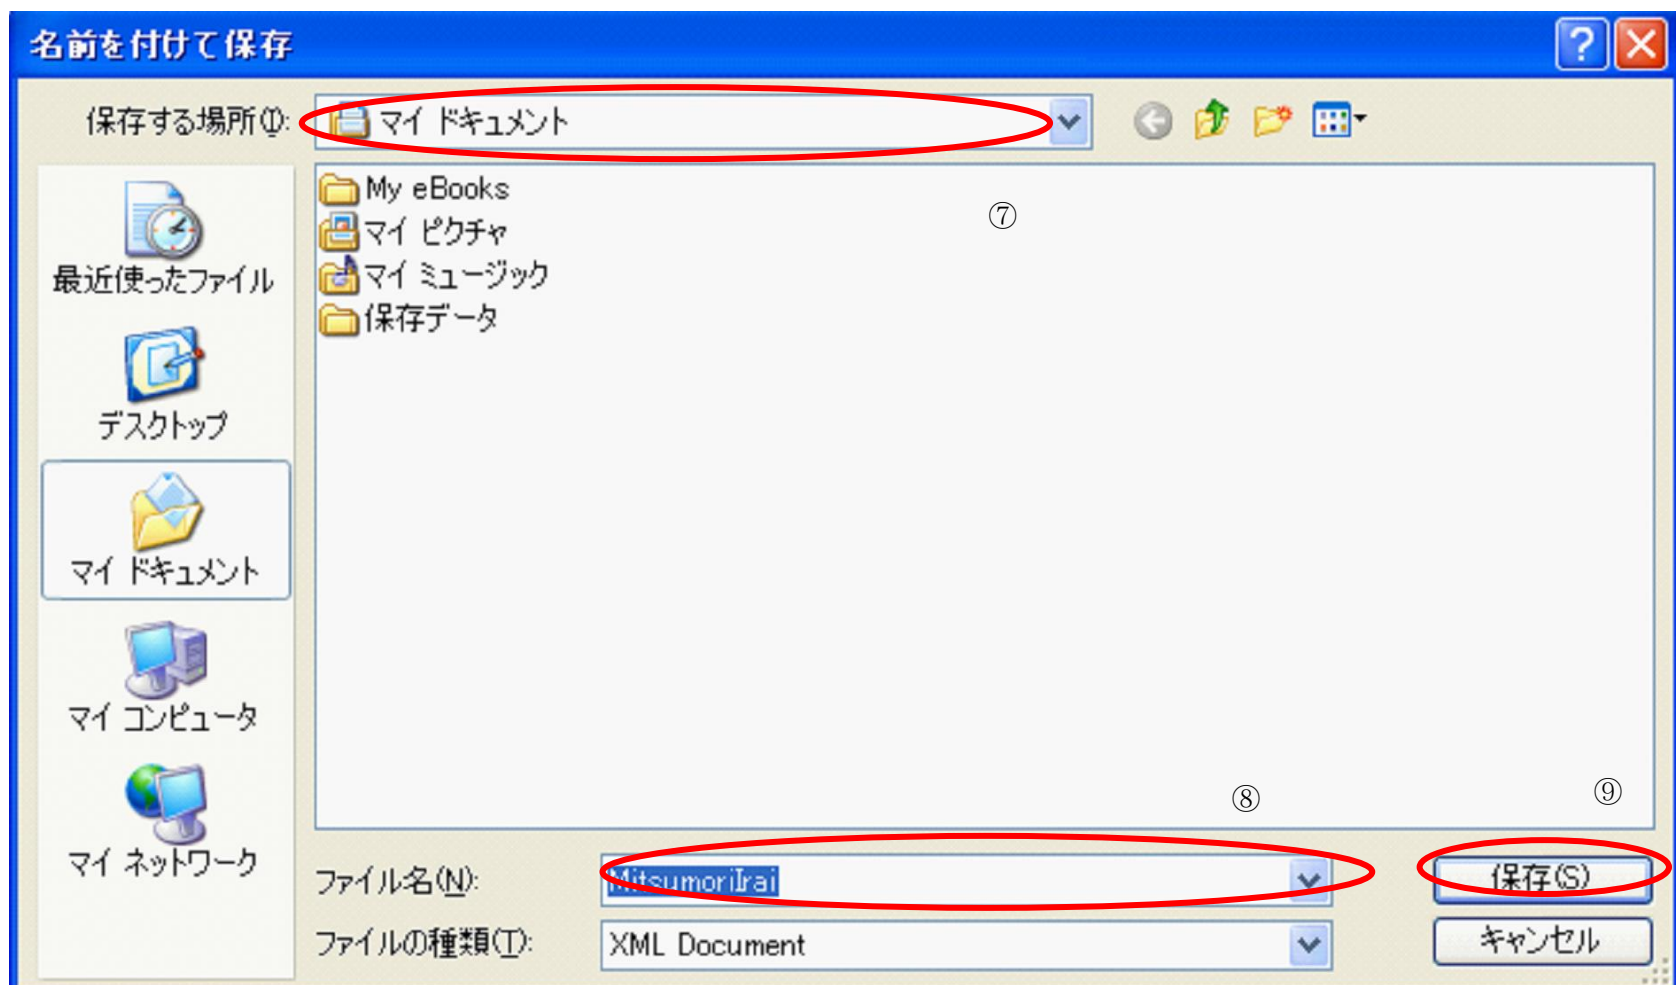 名前を付けて保存
保存する場所(I):
マイ ドキュメント
最近使ったファイル
デスクトップ
マイ ドキュメント
マイ コンピュータ
マイ ネットワーク
My eBooks
マイ ピクチャ
マイ ミュージック
保存データ
⑦
⑧
⑨
ファイル名(N):
MitsumoriIrai
保存(S)
ファイルの種類(T):
XML Document
キャンセル